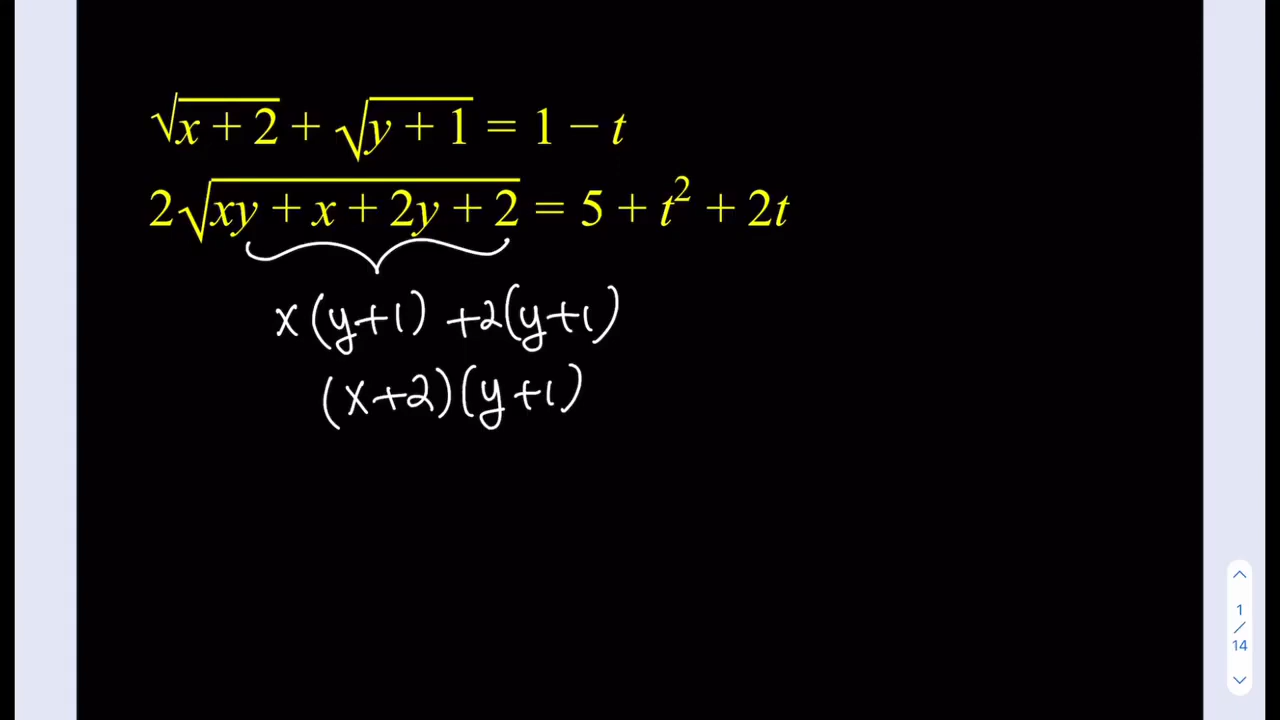 √(x + 2) + √(y + 1) = 1 − t
2√(xy + x + 2y + 2) = 5 + t² + 2t
x(y+1) +2(y+1)
(x+2)(y+1)
1
/
14